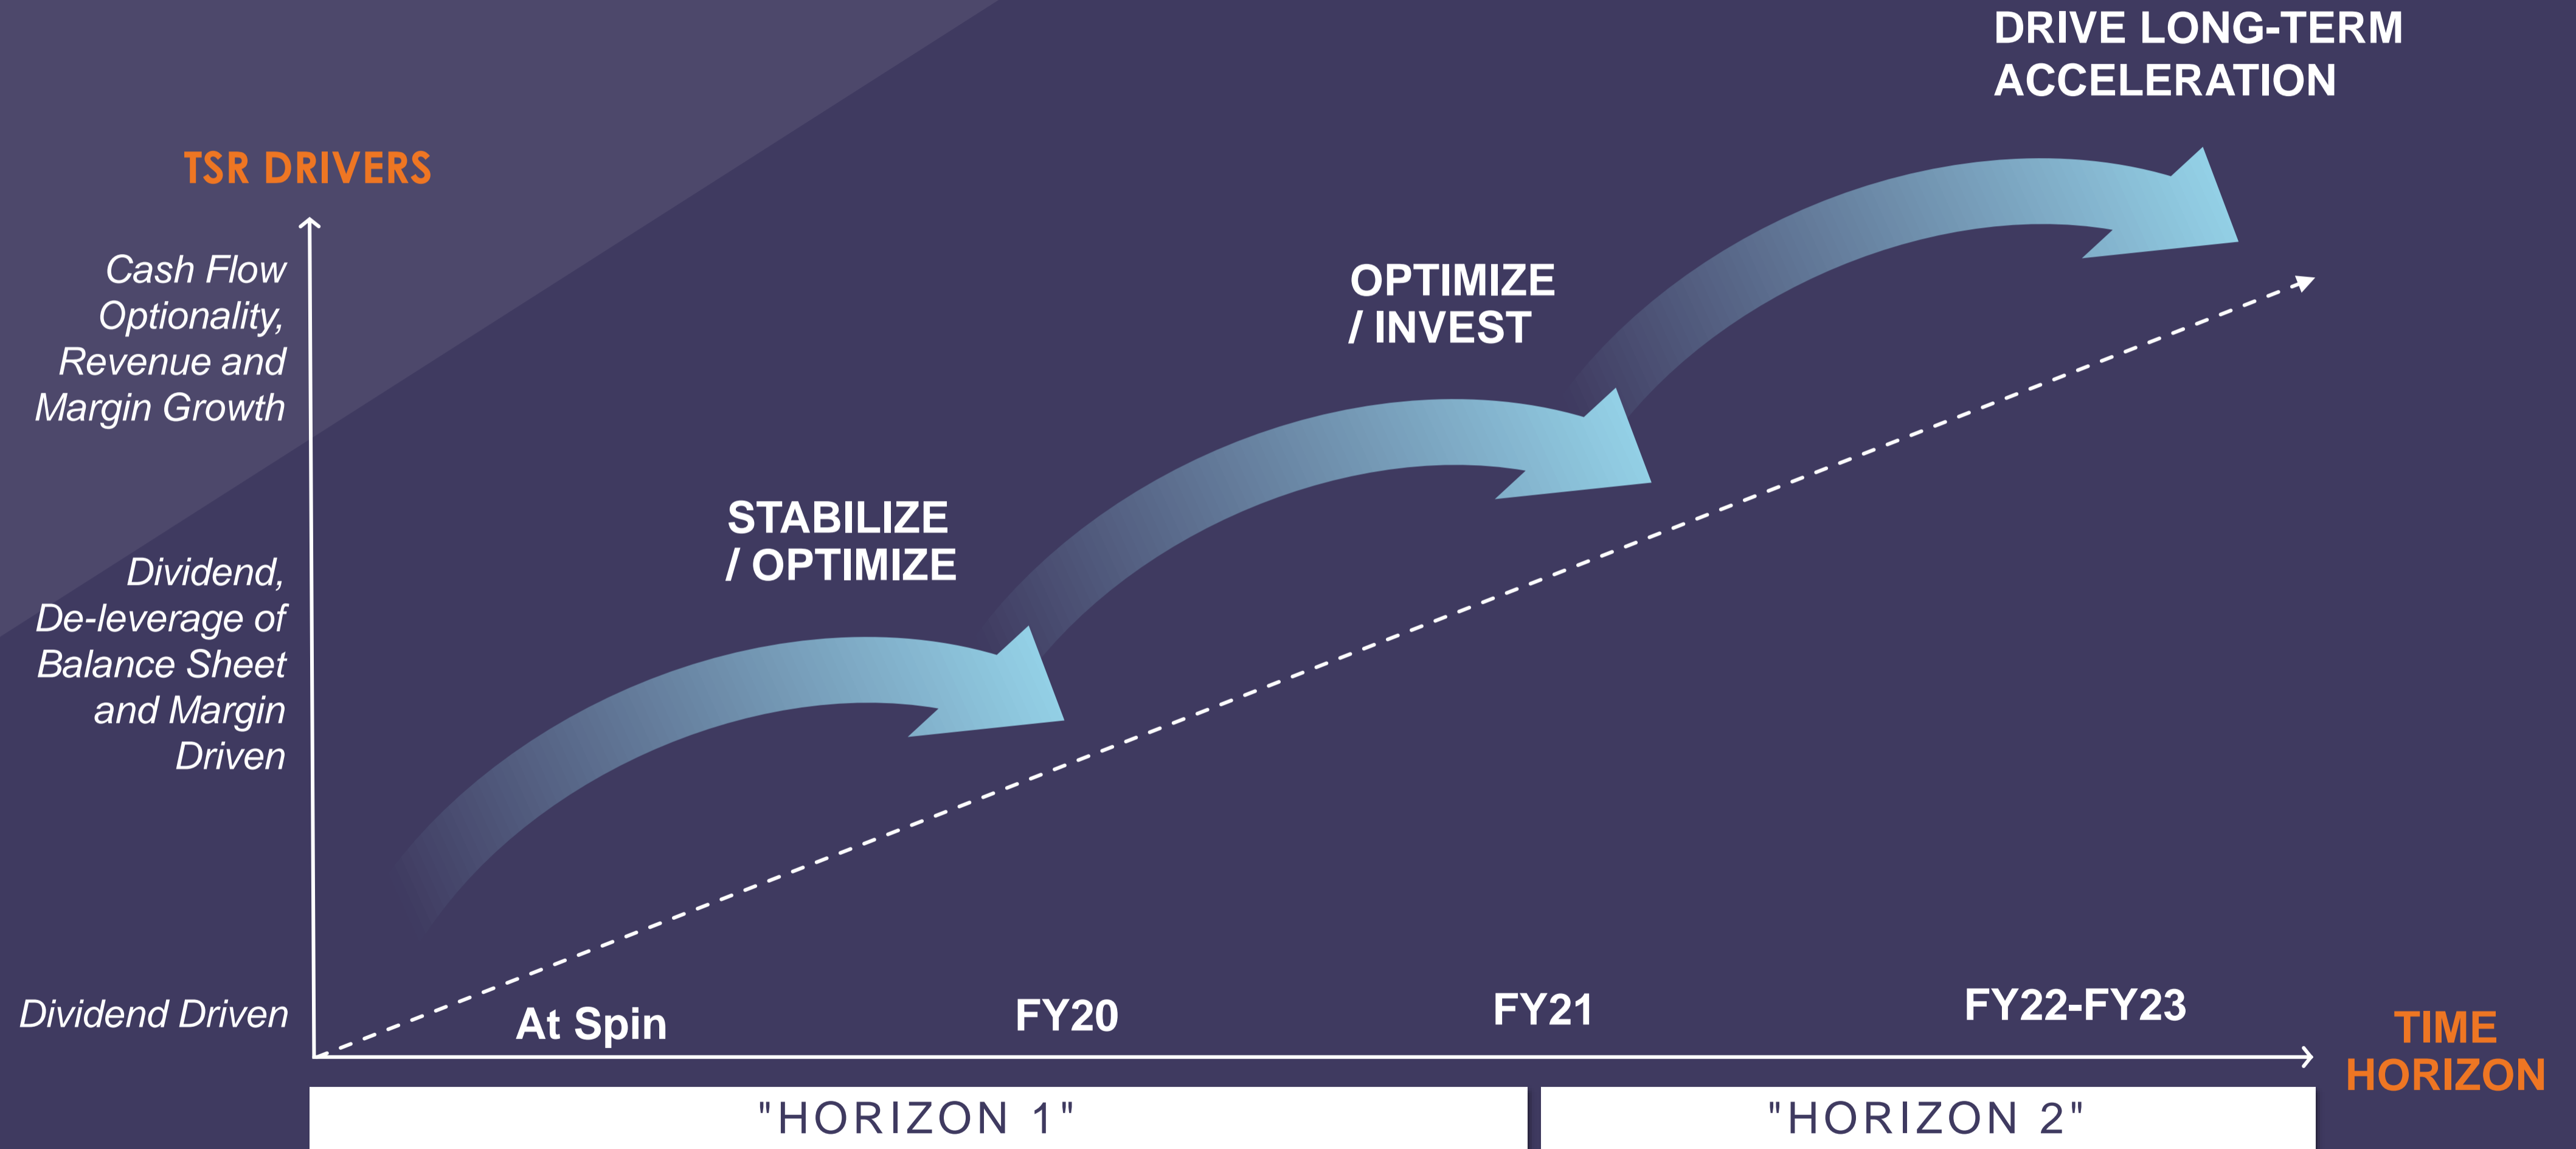 DRIVE LONG-TERM
ACCELERATION
TSR DRIVERS
Cash Flow
Optionality,
Revenue and
Margin Growth
OPTIMIZE
/ INVEST
STABILIZE
/ OPTIMIZE
Dividend,
De-leverage of
Balance Sheet
and Margin
Driven
Dividend Driven
At Spin
FY20
FY21
FY22-FY23
TIME
HORIZON
"HORIZON 1"
"HORIZON 2"